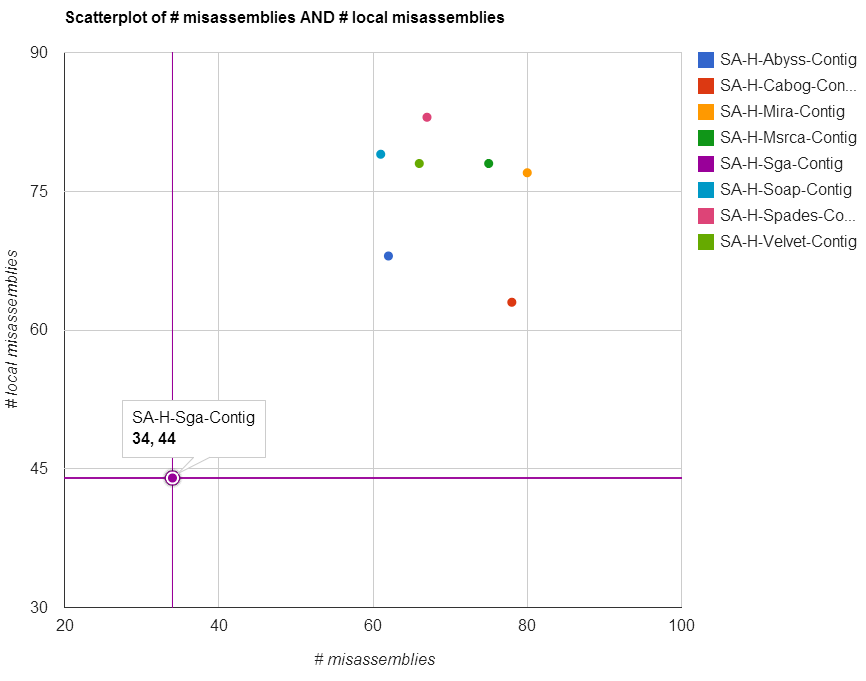 Scatterplot of # misassemblies AND # local misassemblies
90
75
60
45
30
# local misassemblies
20 40 60 80 100
# misassemblies
SA-H-Sga-Contig
34, 44
SA-H-Abyss-Contig
SA-H-Cabog-Con...
SA-H-Mira-Contig
SA-H-Msrca-Contig
SA-H-Sga-Contig
SA-H-Soap-Contig
SA-H-Spades-Co...
SA-H-Velvet-Contig